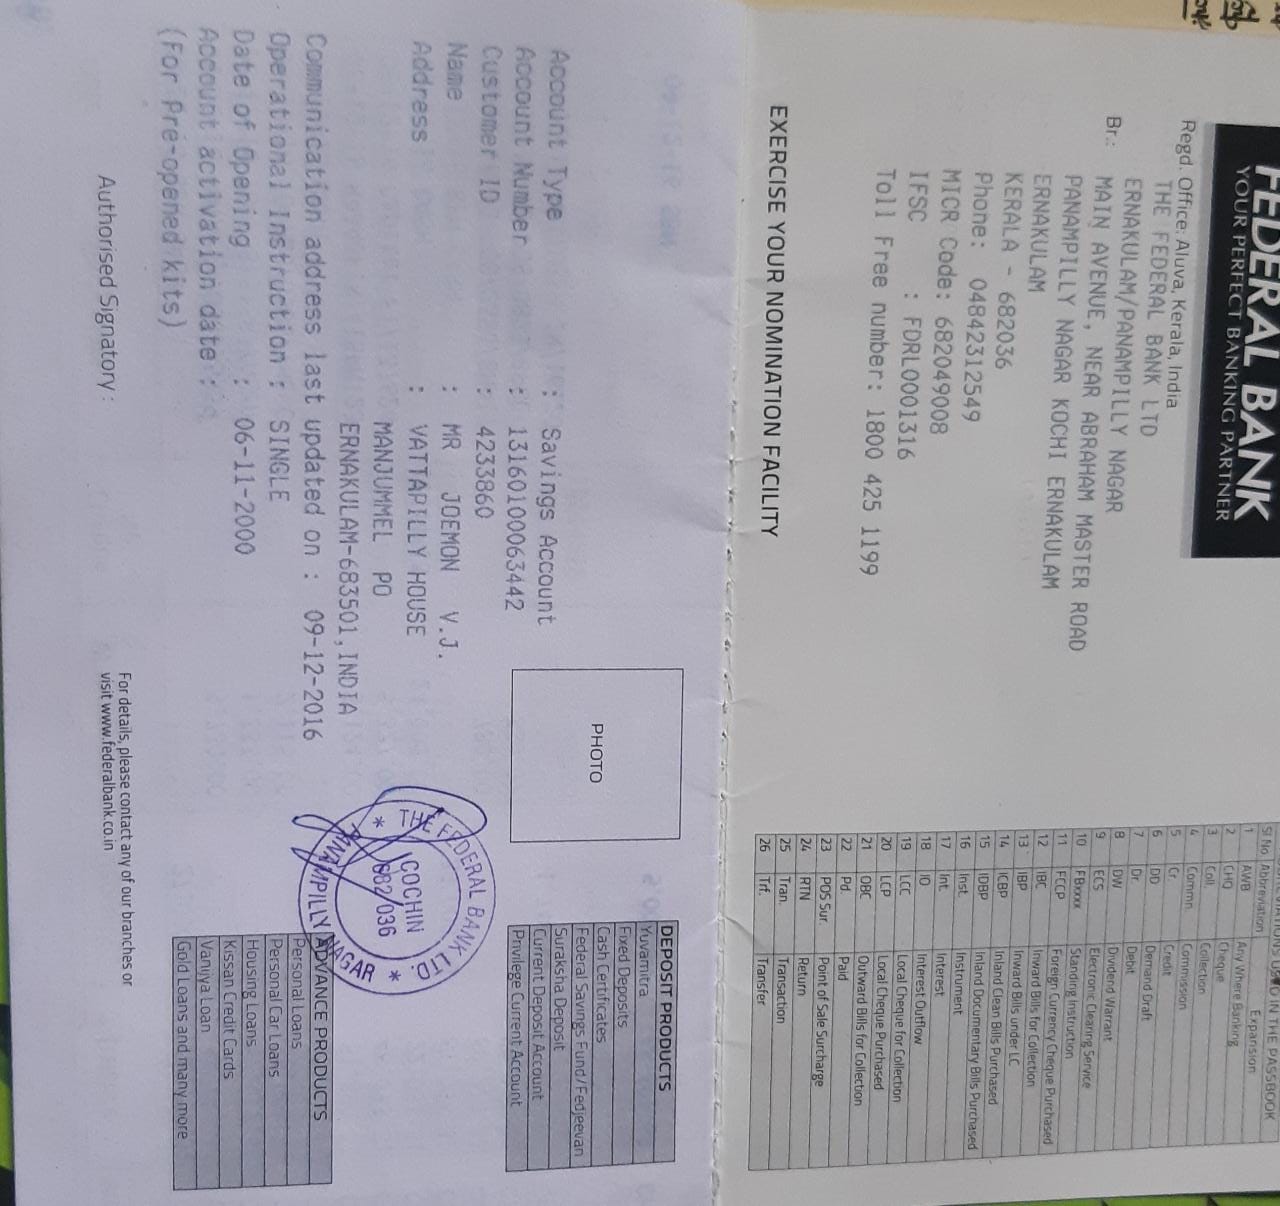 FEDERAL BANK
YOUR PERFECT BANKING PARTNER
Regd. Office: Aluva, Kerala, India
THE FEDERAL BANK LTD
Br.: ERNAKULAM/PANAMPILLY NAGAR
MAIN AVENUE, NEAR ABRAHAM MASTER ROAD
PANAMPILLY NAGAR KOCHI ERNAKULAM
ERNAKULAM
KERALA - 682036
Phone: 04842312549
MICR Code: 682049008
IFSC : FDRL0001316
Toll Free number: 1800 425 1199
EXERCISE YOUR NOMINATION FACILITY
USED IN THE PASSBOOK
Sl No Abbreviation Expansion
1 AWB Any Where Banking
2 CHQ Cheque
3 Coll. Collection
4 Commn. Commission
5 Cr. Credit
6 DD Demand Draft
7 Dr. Debit
8 DW Dividend Warrant
9 ECS Electronic Clearing Service
10 FBxxxx Standing Instruction
11 FCCP Foreign Currency Cheque Purchased
12 IBC Inward Bills for Collection
13 IBP Inward Bills under LC
14 ICBP Inland Clean Bills Purchased
15 IDBP Inland Documentary Bills Purchased
16 Inst. Instrument
17 Int. Interest
18 IO Interest Outflow
19 LCC Local Cheque for Collection
20 LCP Local Cheque Purchased
21 OBC Outward Bills for Collection
22 Pd. Paid
23 POS Sur. Point of Sale Surcharge
24 RTN Return
25 Tran. Transaction
26 Trf. Transfer
Account Type : Savings Account
Account Number : 13160100063442
Customer ID : 4233860
Name : MR JOEMON V.J.
Address : VATTAPILLY HOUSE
MANJUMMEL PO
ERNAKULAM-683501, INDIA
Communication address last updated on : 09-12-2016
Operational Instruction : SINGLE
Date of Opening : 06-11-2000
Account activation date :
(For Pre-opened kits)
Authorised Signatory :
PHOTO
THE FEDERAL BANK LTD.
COCHIN
682036
PANAMPILLY NAGAR
DEPOSIT PRODUCTS
Yuvamitra
Fixed Deposits
Cash Certificates
Federal Savings Fund/Fedjeevan
Suraksha Deposit
Current Deposit Account
Privilege Current Account
ADVANCE PRODUCTS
Personal Loans
Personal Car Loans
Housing Loans
Kissan Credit Cards
Vanijya Loan
Gold Loans and many more
For details, please contact any of our branches or
visit www.federalbank.co.in